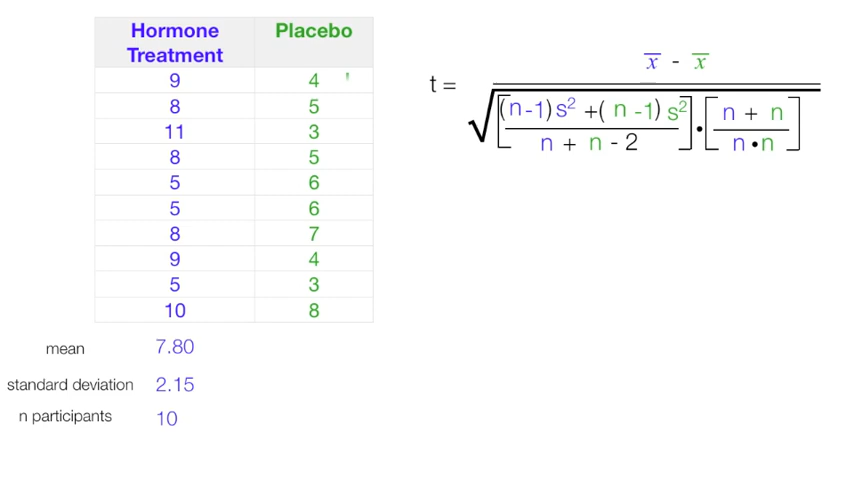 Hormone Treatment Placebo
9 4
8 5
11 3
8 5
5 6
5 6
8 7
9 4
5 3
10 8
mean 7.80
standard deviation 2.15
n participants 10
x̅ - x̅
t =
√[(n-1)s² +( n -1) s²] • [n + n]
n + n - 2 n • n